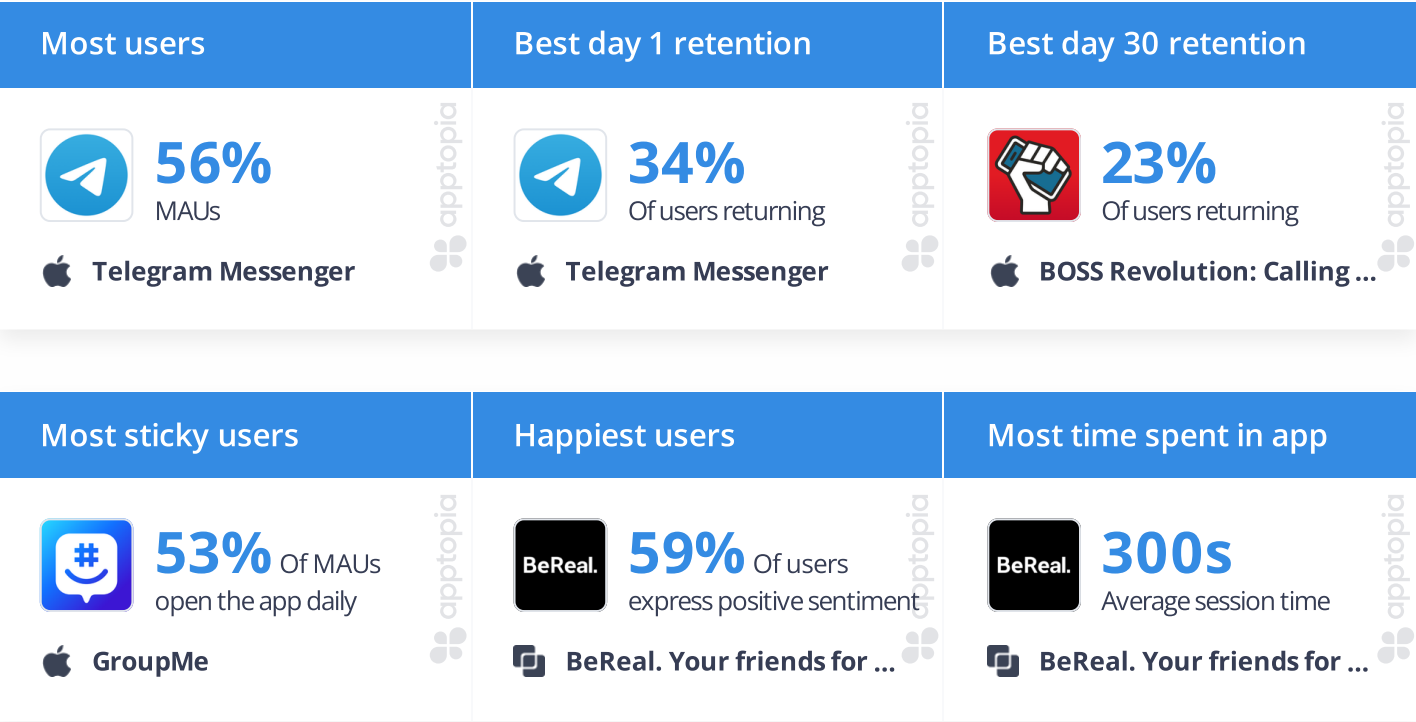 Most users
Best day 1 retention
Best day 30 retention
56%
MAUs
Telegram Messenger
apptopia
34%
Of users returning
Telegram Messenger
apptopia
23%
Of users returning
BOSS Revolution: Calling ...
apptopia
Most sticky users
Happiest users
Most time spent in app
#
53% Of MAUs
open the app daily
GroupMe
apptopia
BeReal.
59% Of users
express positive sentiment
BeReal. Your friends for ...
apptopia
BeReal.
300s
Average session time
BeReal. Your friends for ...
apptopia